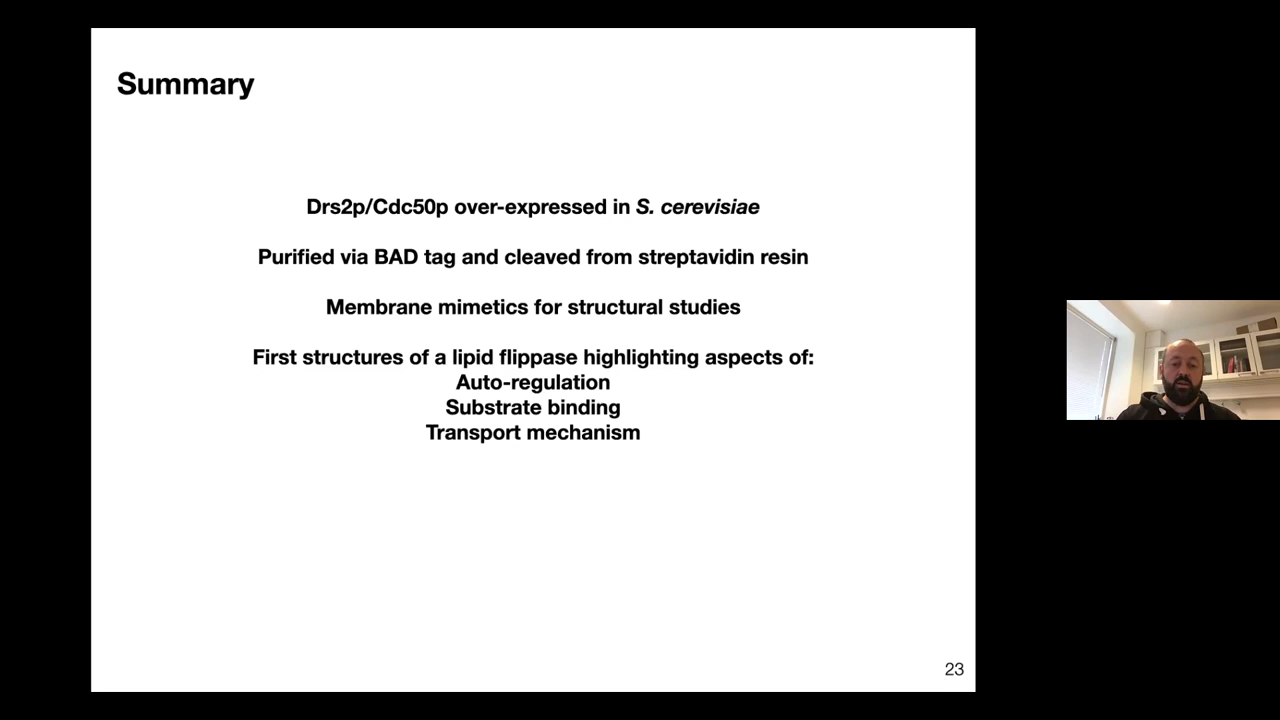 Summary
Drs2p/Cdc50p over-expressed in S. cerevisiae
Purified via BAD tag and cleaved from streptavidin resin
Membrane mimetics for structural studies
First structures of a lipid flippase highlighting aspects of:
Auto-regulation
Substrate binding
Transport mechanism
23